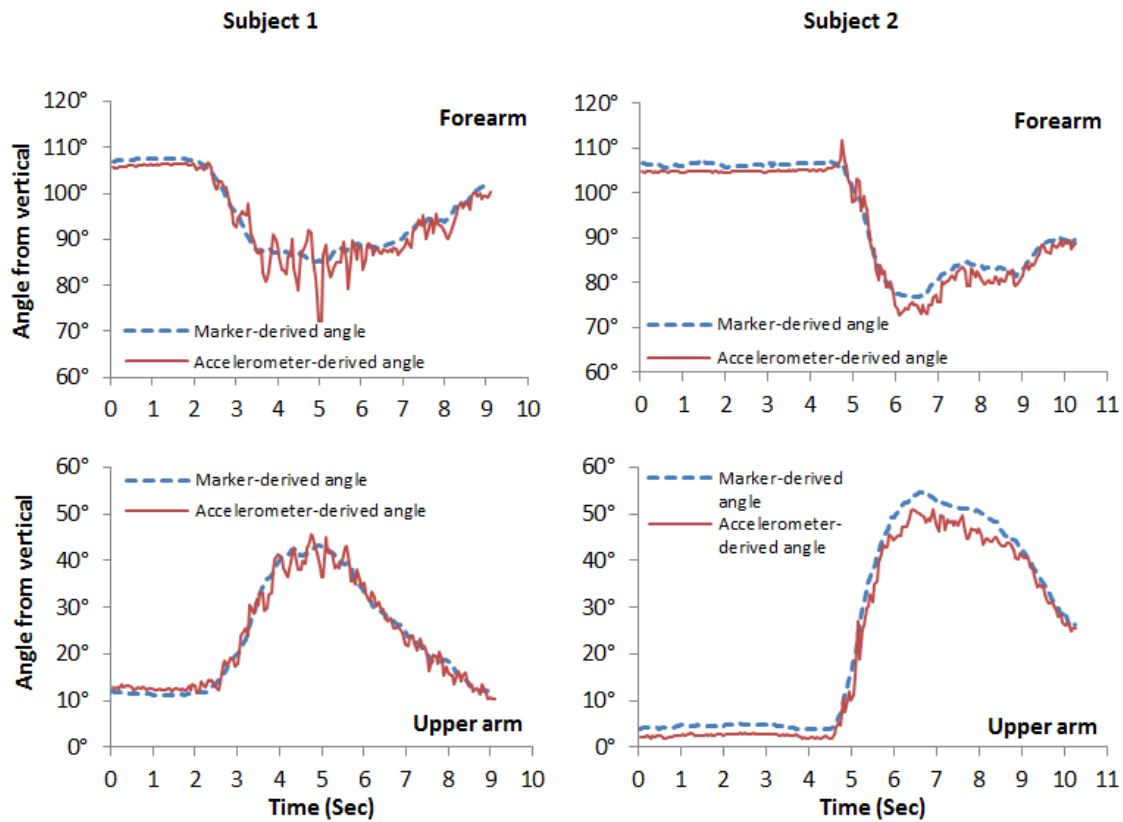 Subject 1
Subject 2
120°
110°
100°
90°
80°
70°
60°
Angle from vertical
Forearm
Marker-derived angle
Accelerometer-derived angle
0 1 2 3 4 5 6 7 8 9 10
120°
110°
100°
90°
80°
70°
60°
Forearm
Marker-derived angle
Accelerometer-derived angle
0 1 2 3 4 5 6 7 8 9 10 11
60°
50°
40°
30°
20°
10°
0°
Angle from vertical
Marker-derived angle
Accelerometer-derived angle
Upper arm
0 1 2 3 4 5 6 7 8 9 10
Time (Sec)
60°
50°
40°
30°
20°
10°
0°
Marker-derived
angle
Accelerometer-
derived angle
Upper arm
0 1 2 3 4 5 6 7 8 9 10 11
Time (Sec)